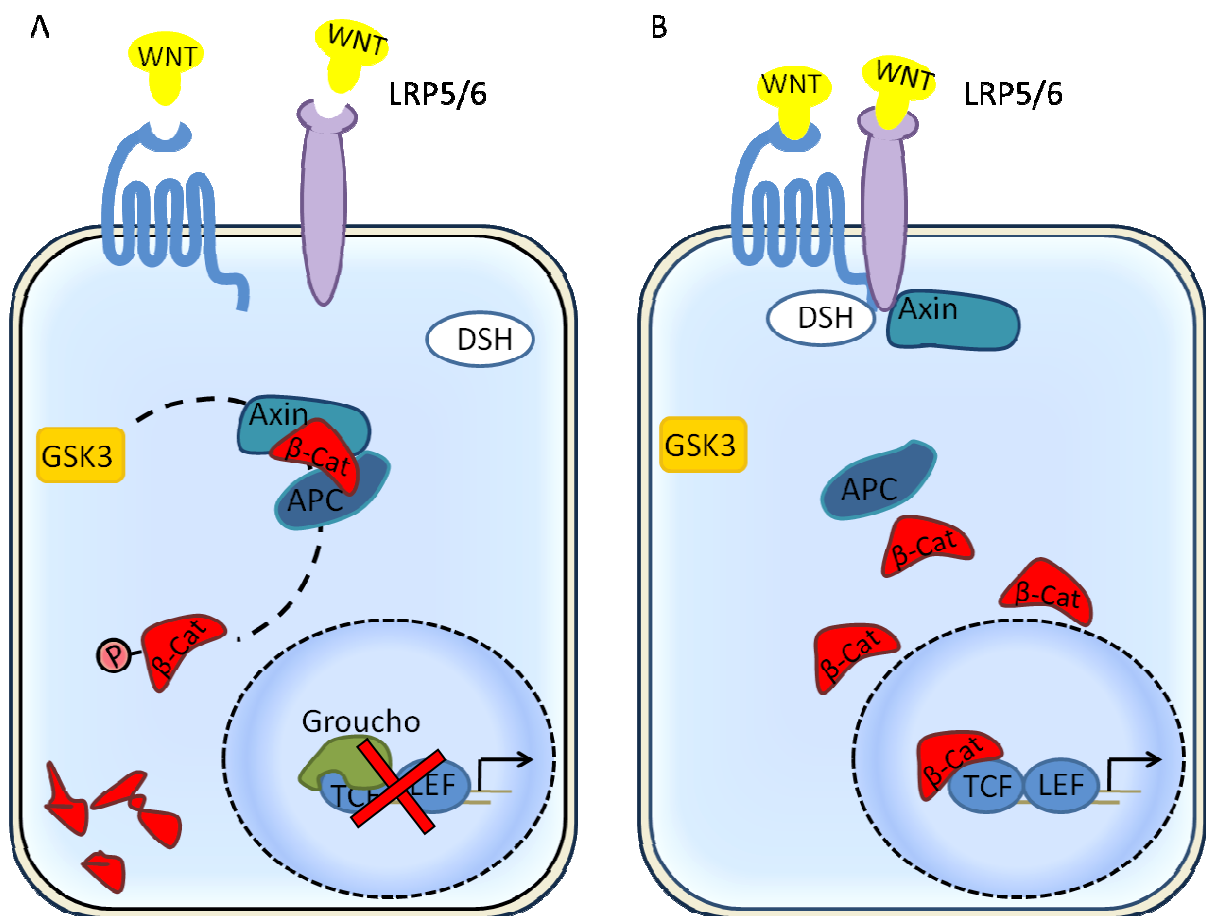 A
WNT
WNT
LRP5/6
DSH
Axin
GSK3
β-Cat
APC
P
β-Cat
Groucho
TCF
LEF
B
WNT
WNT
LRP5/6
DSH
Axin
GSK3
APC
β-Cat
β-Cat
β-Cat
β-Cat
TCF
LEF